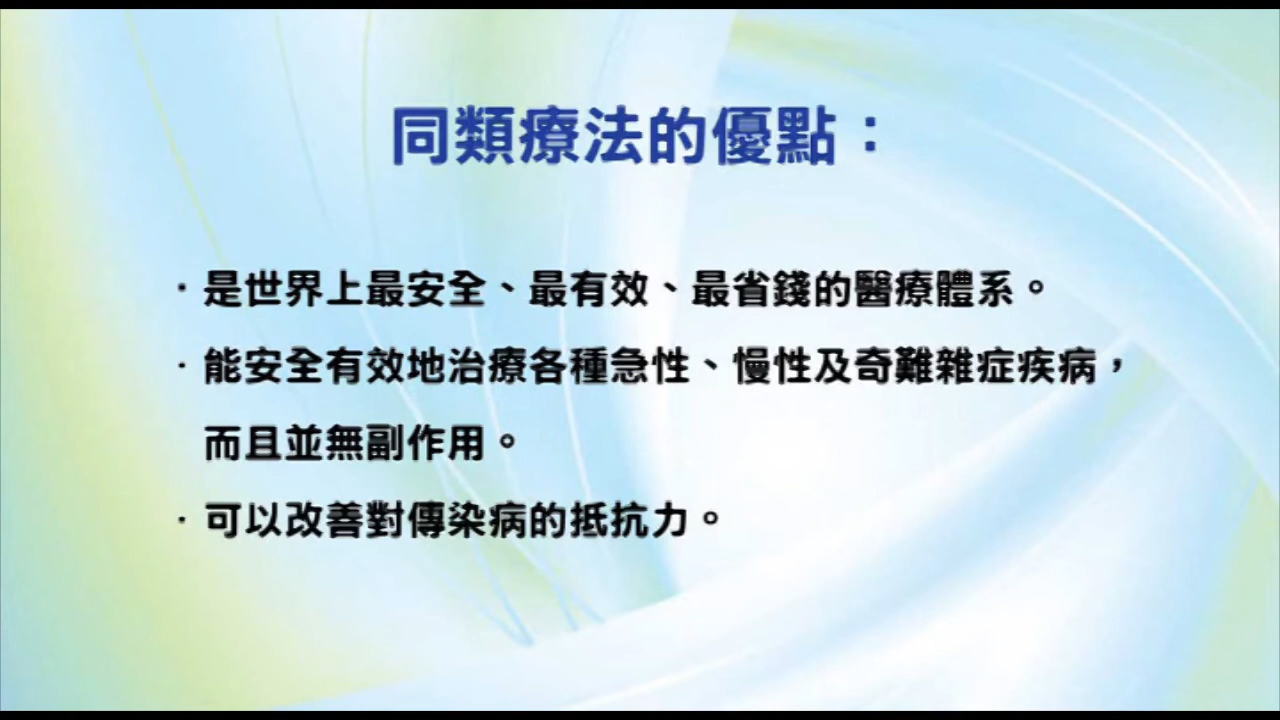 同類療法的優點：
·是世界上最安全、最有效、最省錢的醫療體系。
·能安全有效地治療各種急性、慢性及奇難雜症疾病，
而且並無副作用。
·可以改善對傳染病的抵抗力。